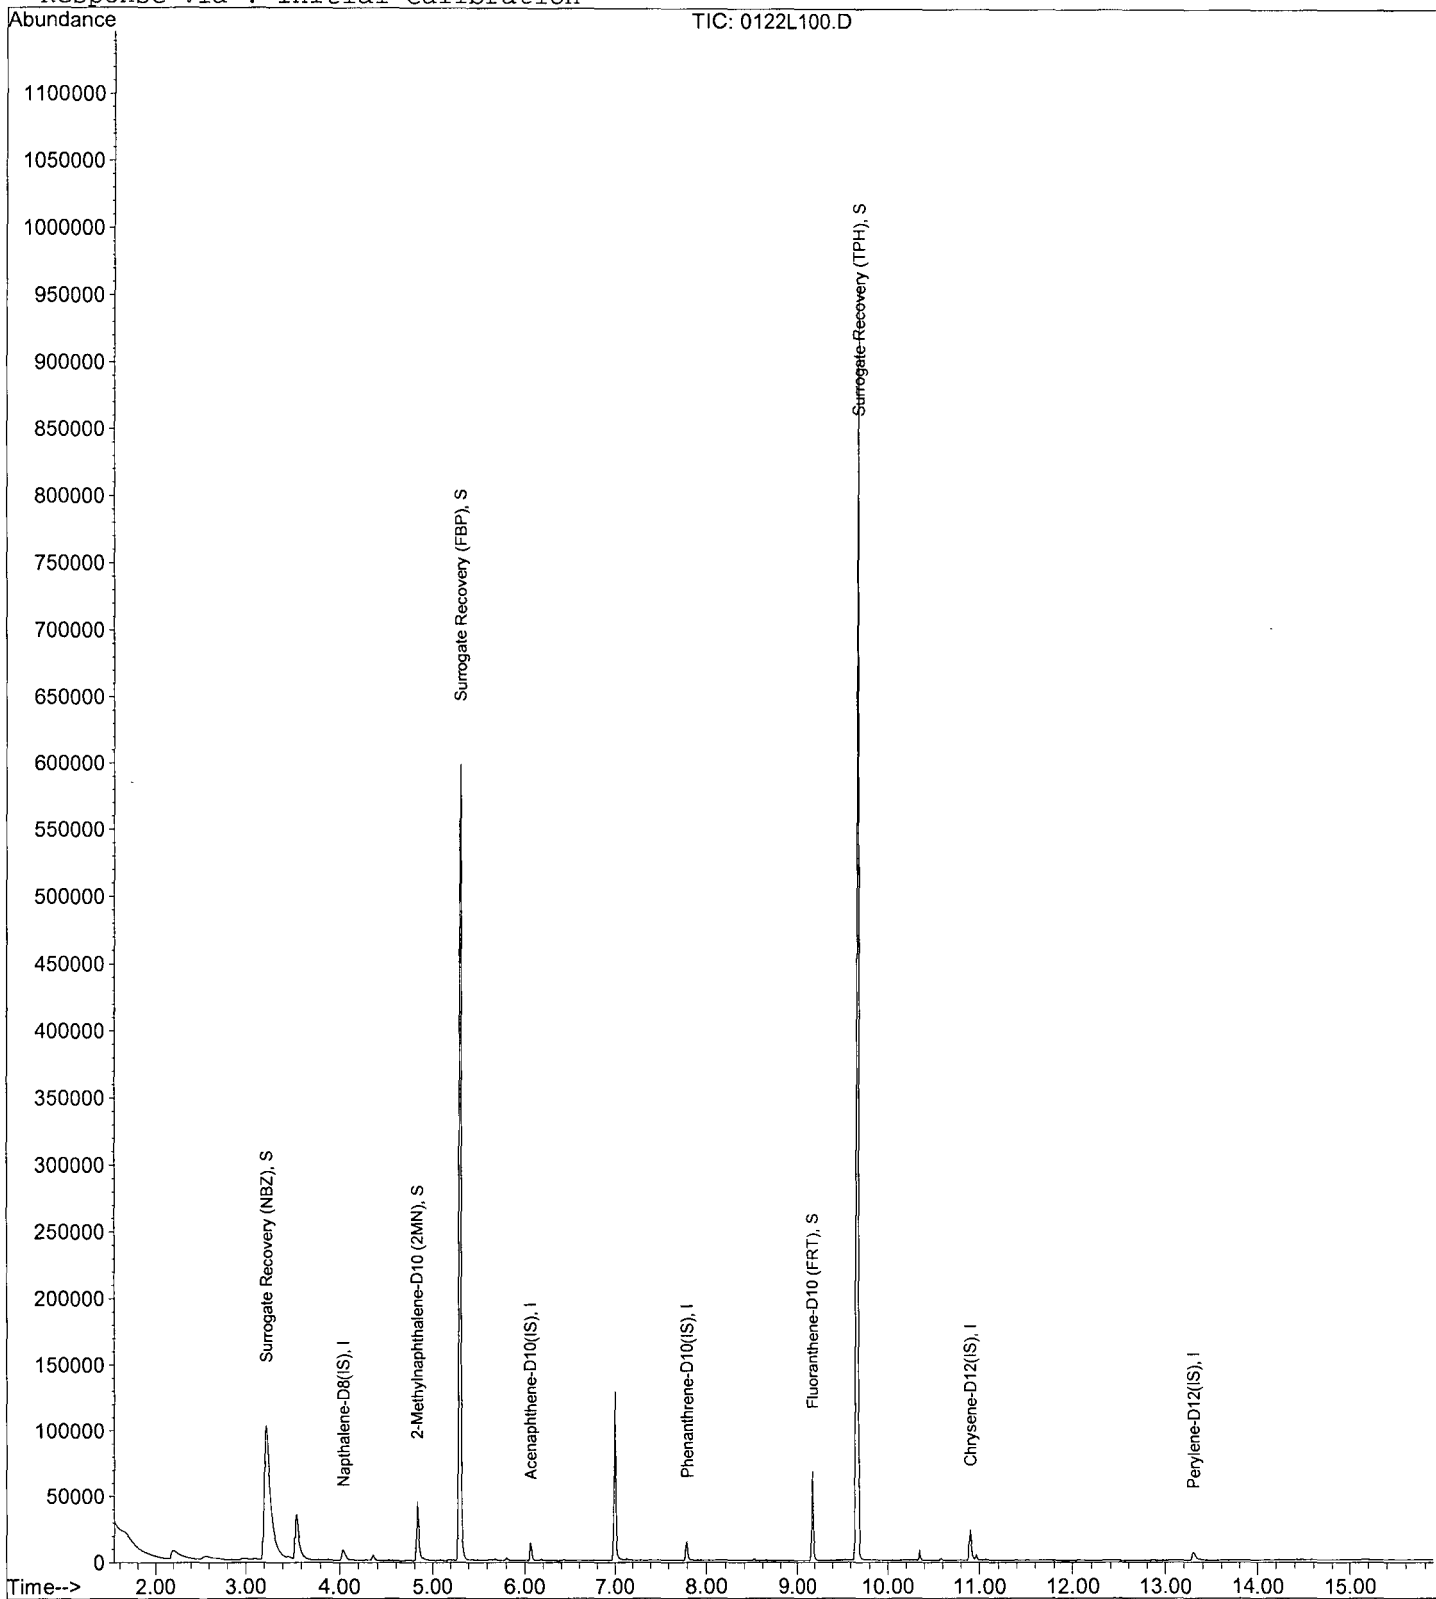 Response via : Initial Calibration
Abundance
TIC: 0122L100.D
1100000
1050000
1000000
950000
900000
850000
800000
750000
700000
650000
600000
550000
500000
450000
400000
350000
300000
250000
200000
150000
100000
50000
0
Surrogate Recovery (NBZ), S
Napthalene-D8(IS), I
2-Methylnaphthalene-D10 (2MN), S
Surrogate Recovery (FBP), S
Acenaphthene-D10(IS), I
Phenanthrene-D10(IS), I
Fluoranthene-D10 (FRT), S
Surrogate Recovery (TPH), S
Chrysene-D12(IS), I
Perylene-D12(IS), I
Time-->
2.00 3.00 4.00 5.00 6.00 7.00 8.00 9.00 10.00 11.00 12.00 13.00 14.00 15.00